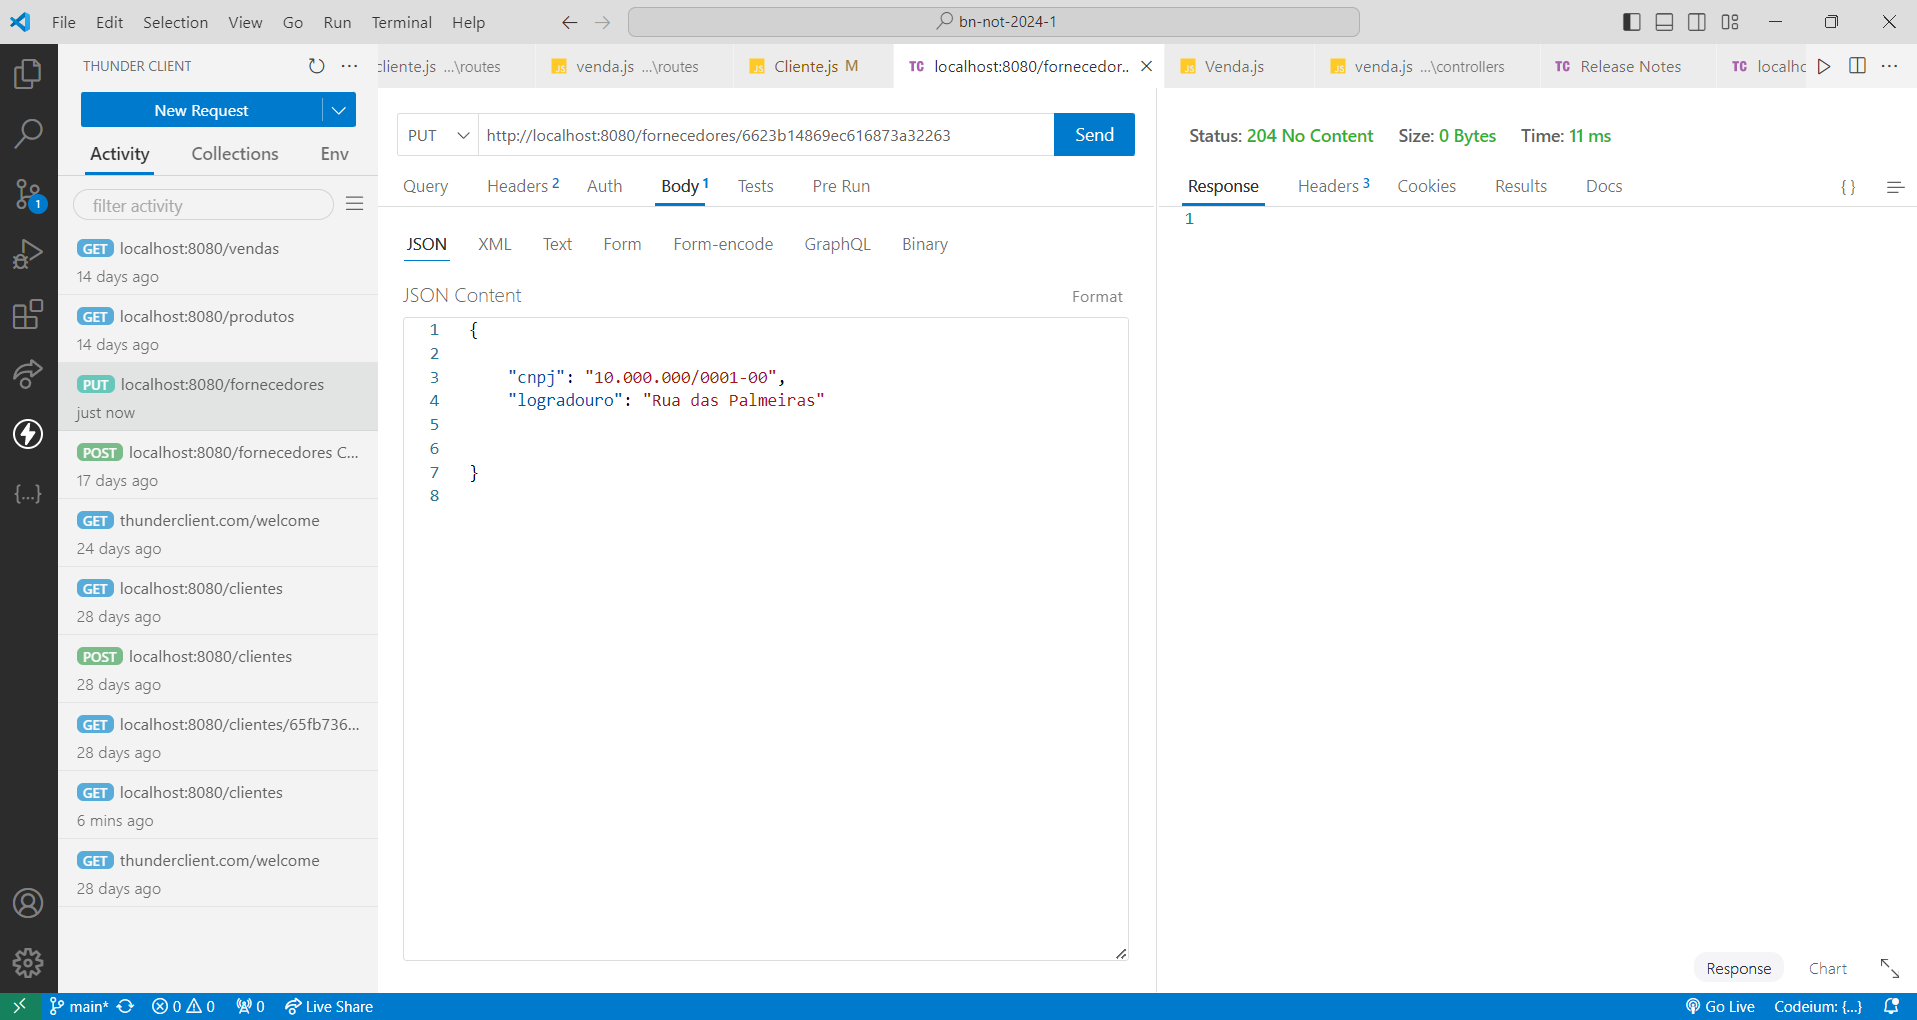 File Edit Selection View Go Run Terminal Help
bn-not-2024-1
THUNDER CLIENT
New Request
Activity Collections Env
filter activity
GET localhost:8080/vendas
14 days ago
GET localhost:8080/produtos
14 days ago
PUT localhost:8080/fornecedores
just now
POST localhost:8080/fornecedores C...
17 days ago
GET thunderclient.com/welcome
24 days ago
GET localhost:8080/clientes
28 days ago
POST localhost:8080/clientes
28 days ago
GET localhost:8080/clientes/65fb736...
28 days ago
GET localhost:8080/clientes
6 mins ago
GET thunderclient.com/welcome
28 days ago
cliente.js ...\routes JS venda.js ...\routes JS Cliente.js M TC localhost:8080/fornecedor.. JS Venda.js JS venda.js ...\controllers TC Release Notes TC localhc
PUT http://localhost:8080/fornecedores/6623b14869ec616873a32263 Send
Query Headers 2 Auth Body 1 Tests Pre Run
JSON XML Text Form Form-encode GraphQL Binary
JSON Content Format
1 {
2
3 "cnpj": "10.000.000/0001-00",
4 "logradouro": "Rua das Palmeiras"
5
6
7 }
8
Status: 204 No Content Size: 0 Bytes Time: 11 ms
Response Headers 3 Cookies Results Docs { }
1
Response Chart
1
{...}
main* 0 0 0 Live Share Go Live Codeium: {...}